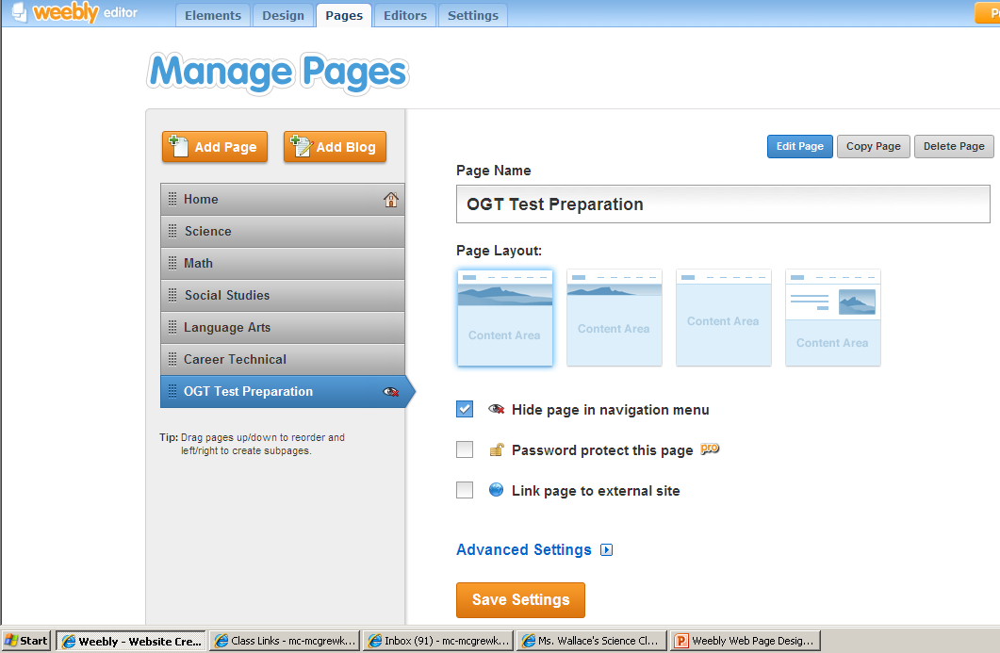 weebly editor
Elements
Design
Pages
Editors
Settings
Manage Pages
Add Page
Add Blog
Home
Science
Math
Social Studies
Language Arts
Career Technical
OGT Test Preparation
Tip: Drag pages up/down to reorder and
left/right to create subpages.
Edit Page
Copy Page
Delete Page
Page Name
OGT Test Preparation
Page Layout:
Content Area
Content Area
Content Area
Content Area
Hide page in navigation menu
Password protect this page pro
Link page to external site
Advanced Settings
Save Settings
Start
Weebly - Website Cre...
Class Links - mc-mcgrewk...
Inbox (91) - mc-mcgrewk...
Ms. Wallace's Science Cl...
Weebly Web Page Desig...